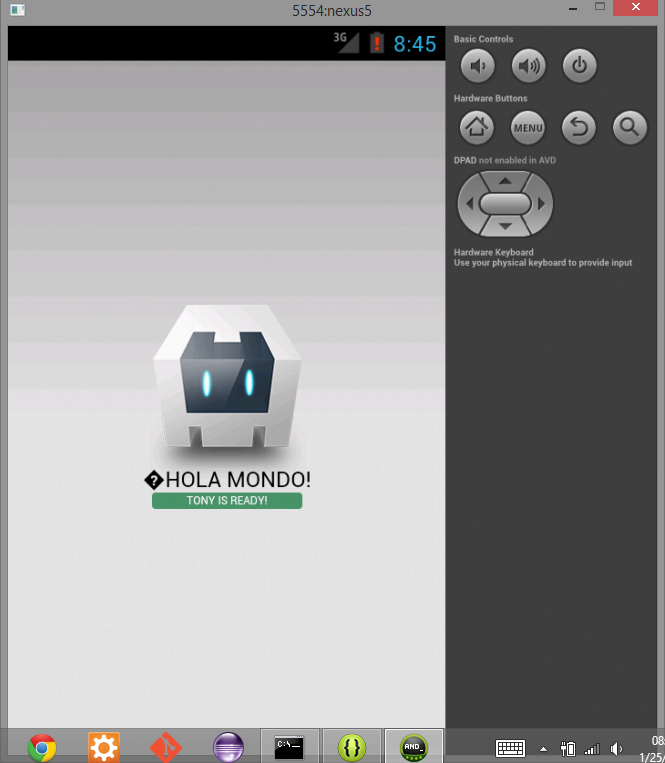 5554:nexus5
3G
8:45
Basic Controls
Hardware Buttons
MENU
DPAD not enabled in AVD
Hardware Keyboard
Use your physical keyboard to provide input
�HOLA MONDO!
TONY IS READY!
C:\
{}
AND_
08:
1/25/